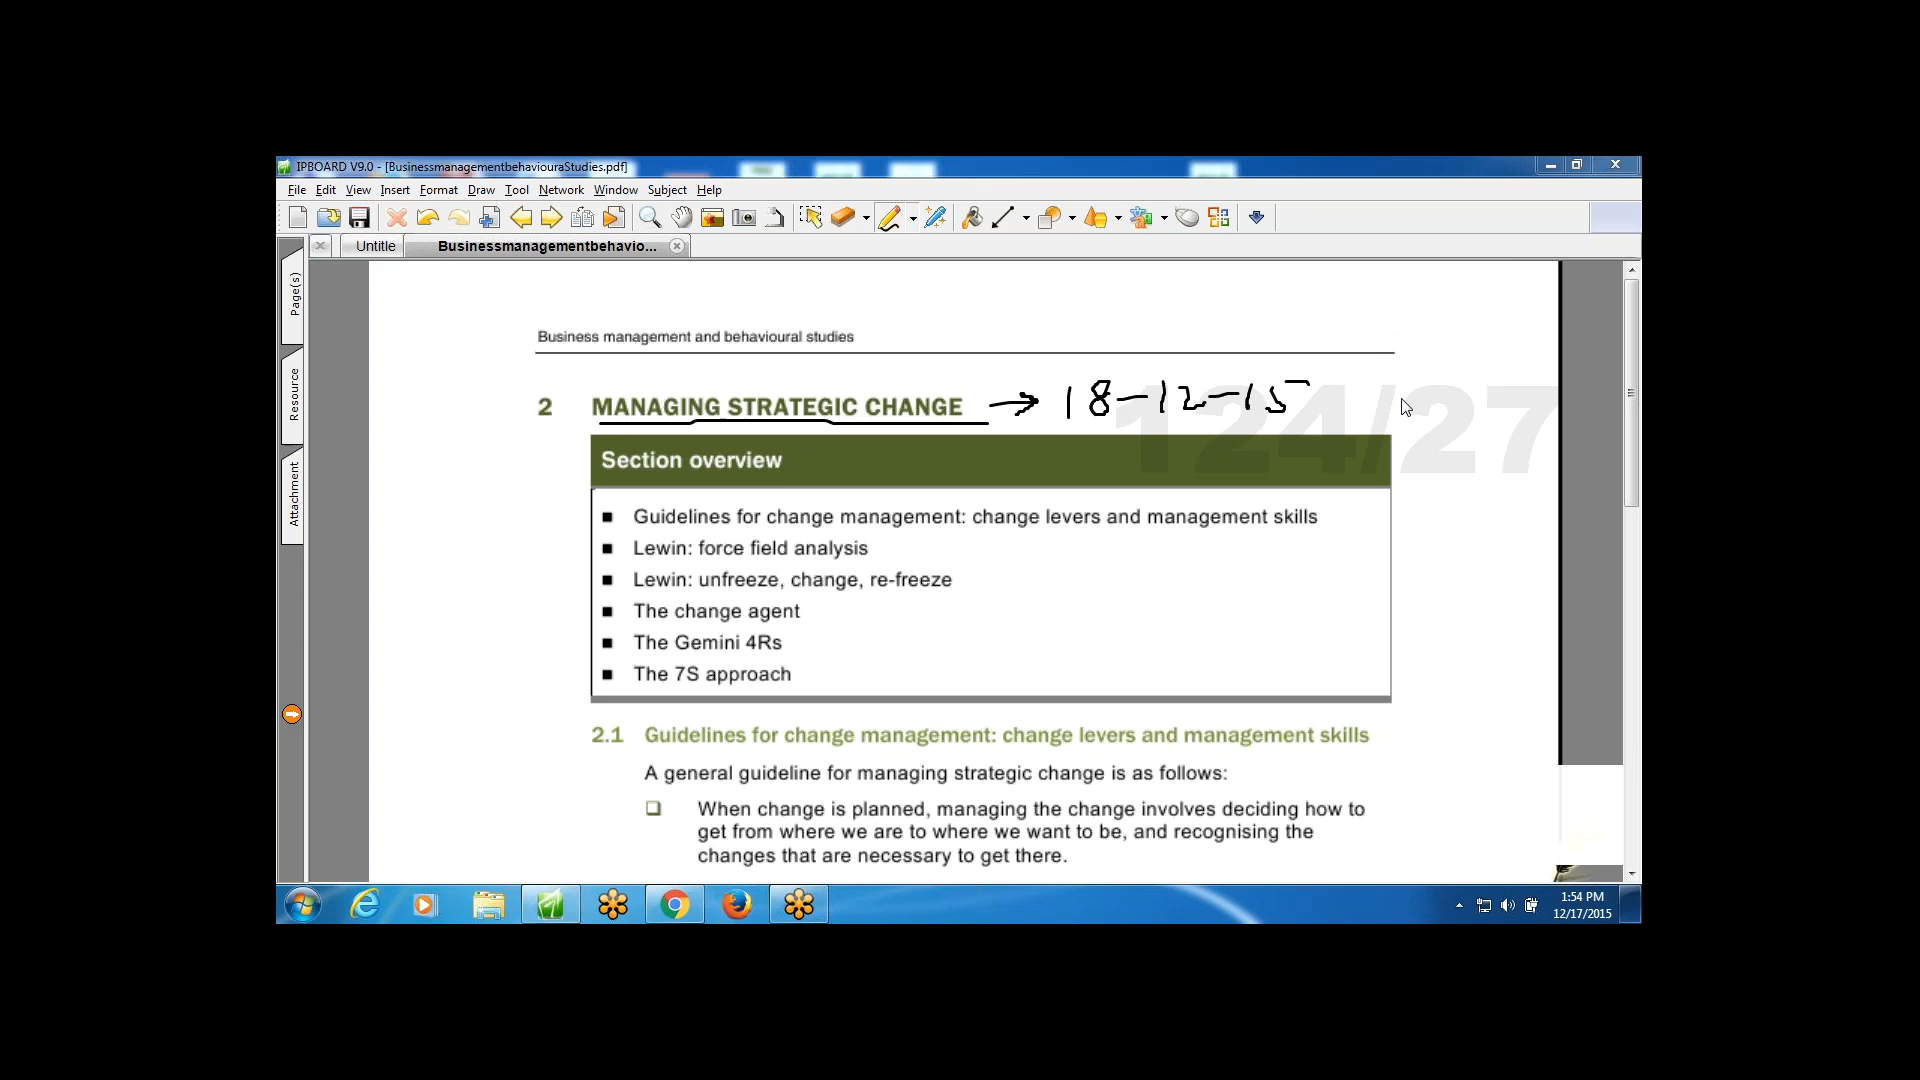 IPBOARD V9.0 - [BusinessmanagementbehaviouraStudies.pdf]
File Edit View Insert Format Draw Tool Network Window Subject Help
Untitle Businessmanagementbehavio...
Page(s)
Resource
Attachment
Business management and behavioural studies
2 MANAGING STRATEGIC CHANGE → 18-12-15
124/27
Section overview
■ Guidelines for change management: change levers and management skills
■ Lewin: force field analysis
■ Lewin: unfreeze, change, re-freeze
■ The change agent
■ The Gemini 4Rs
■ The 7S approach
2.1 Guidelines for change management: change levers and management skills
A general guideline for managing strategic change is as follows:
❑ When change is planned, managing the change involves deciding how to
get from where we are to where we want to be, and recognising the
changes that are necessary to get there.
1:54 PM
12/17/2015